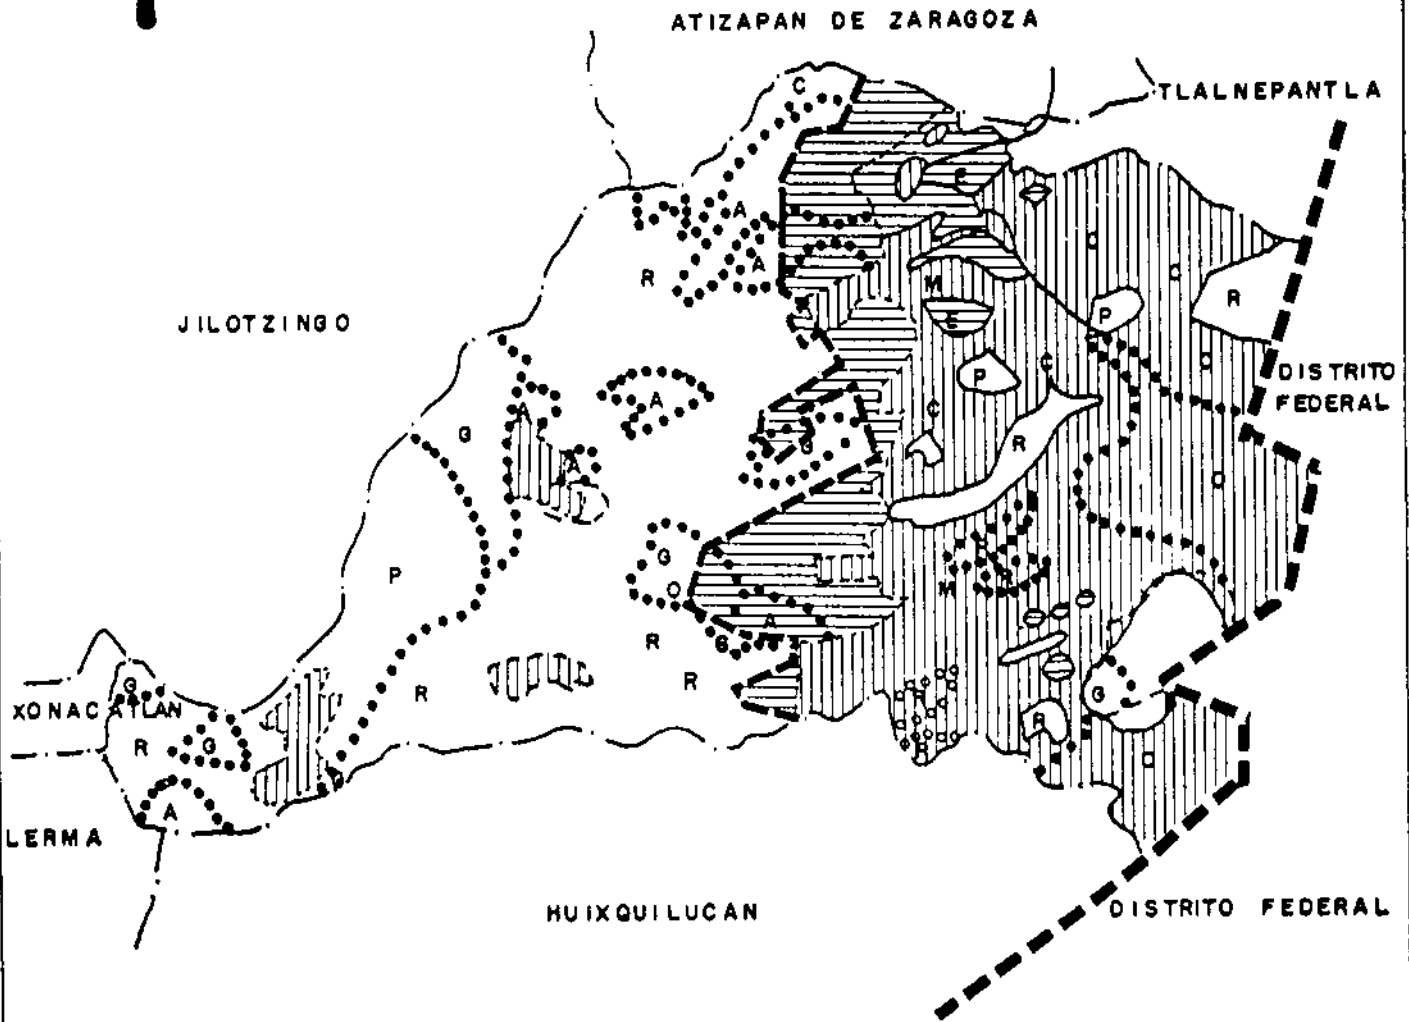 ATIZAPAN DE ZARAGOZA
TLALNEPANTLA
C
E
A
C
A
R
C
M
R
P
E
JILOTZINGO
C
C
P
DISTRITO
FEDERAL
A
A
C
G
R
G
A
C
G
P
M
O
A
R
G
R
R
G
G
XONACATLAN
R
R
G
C
A
LERMA
HUIXQUILUCAN
DISTRITO FEDERAL